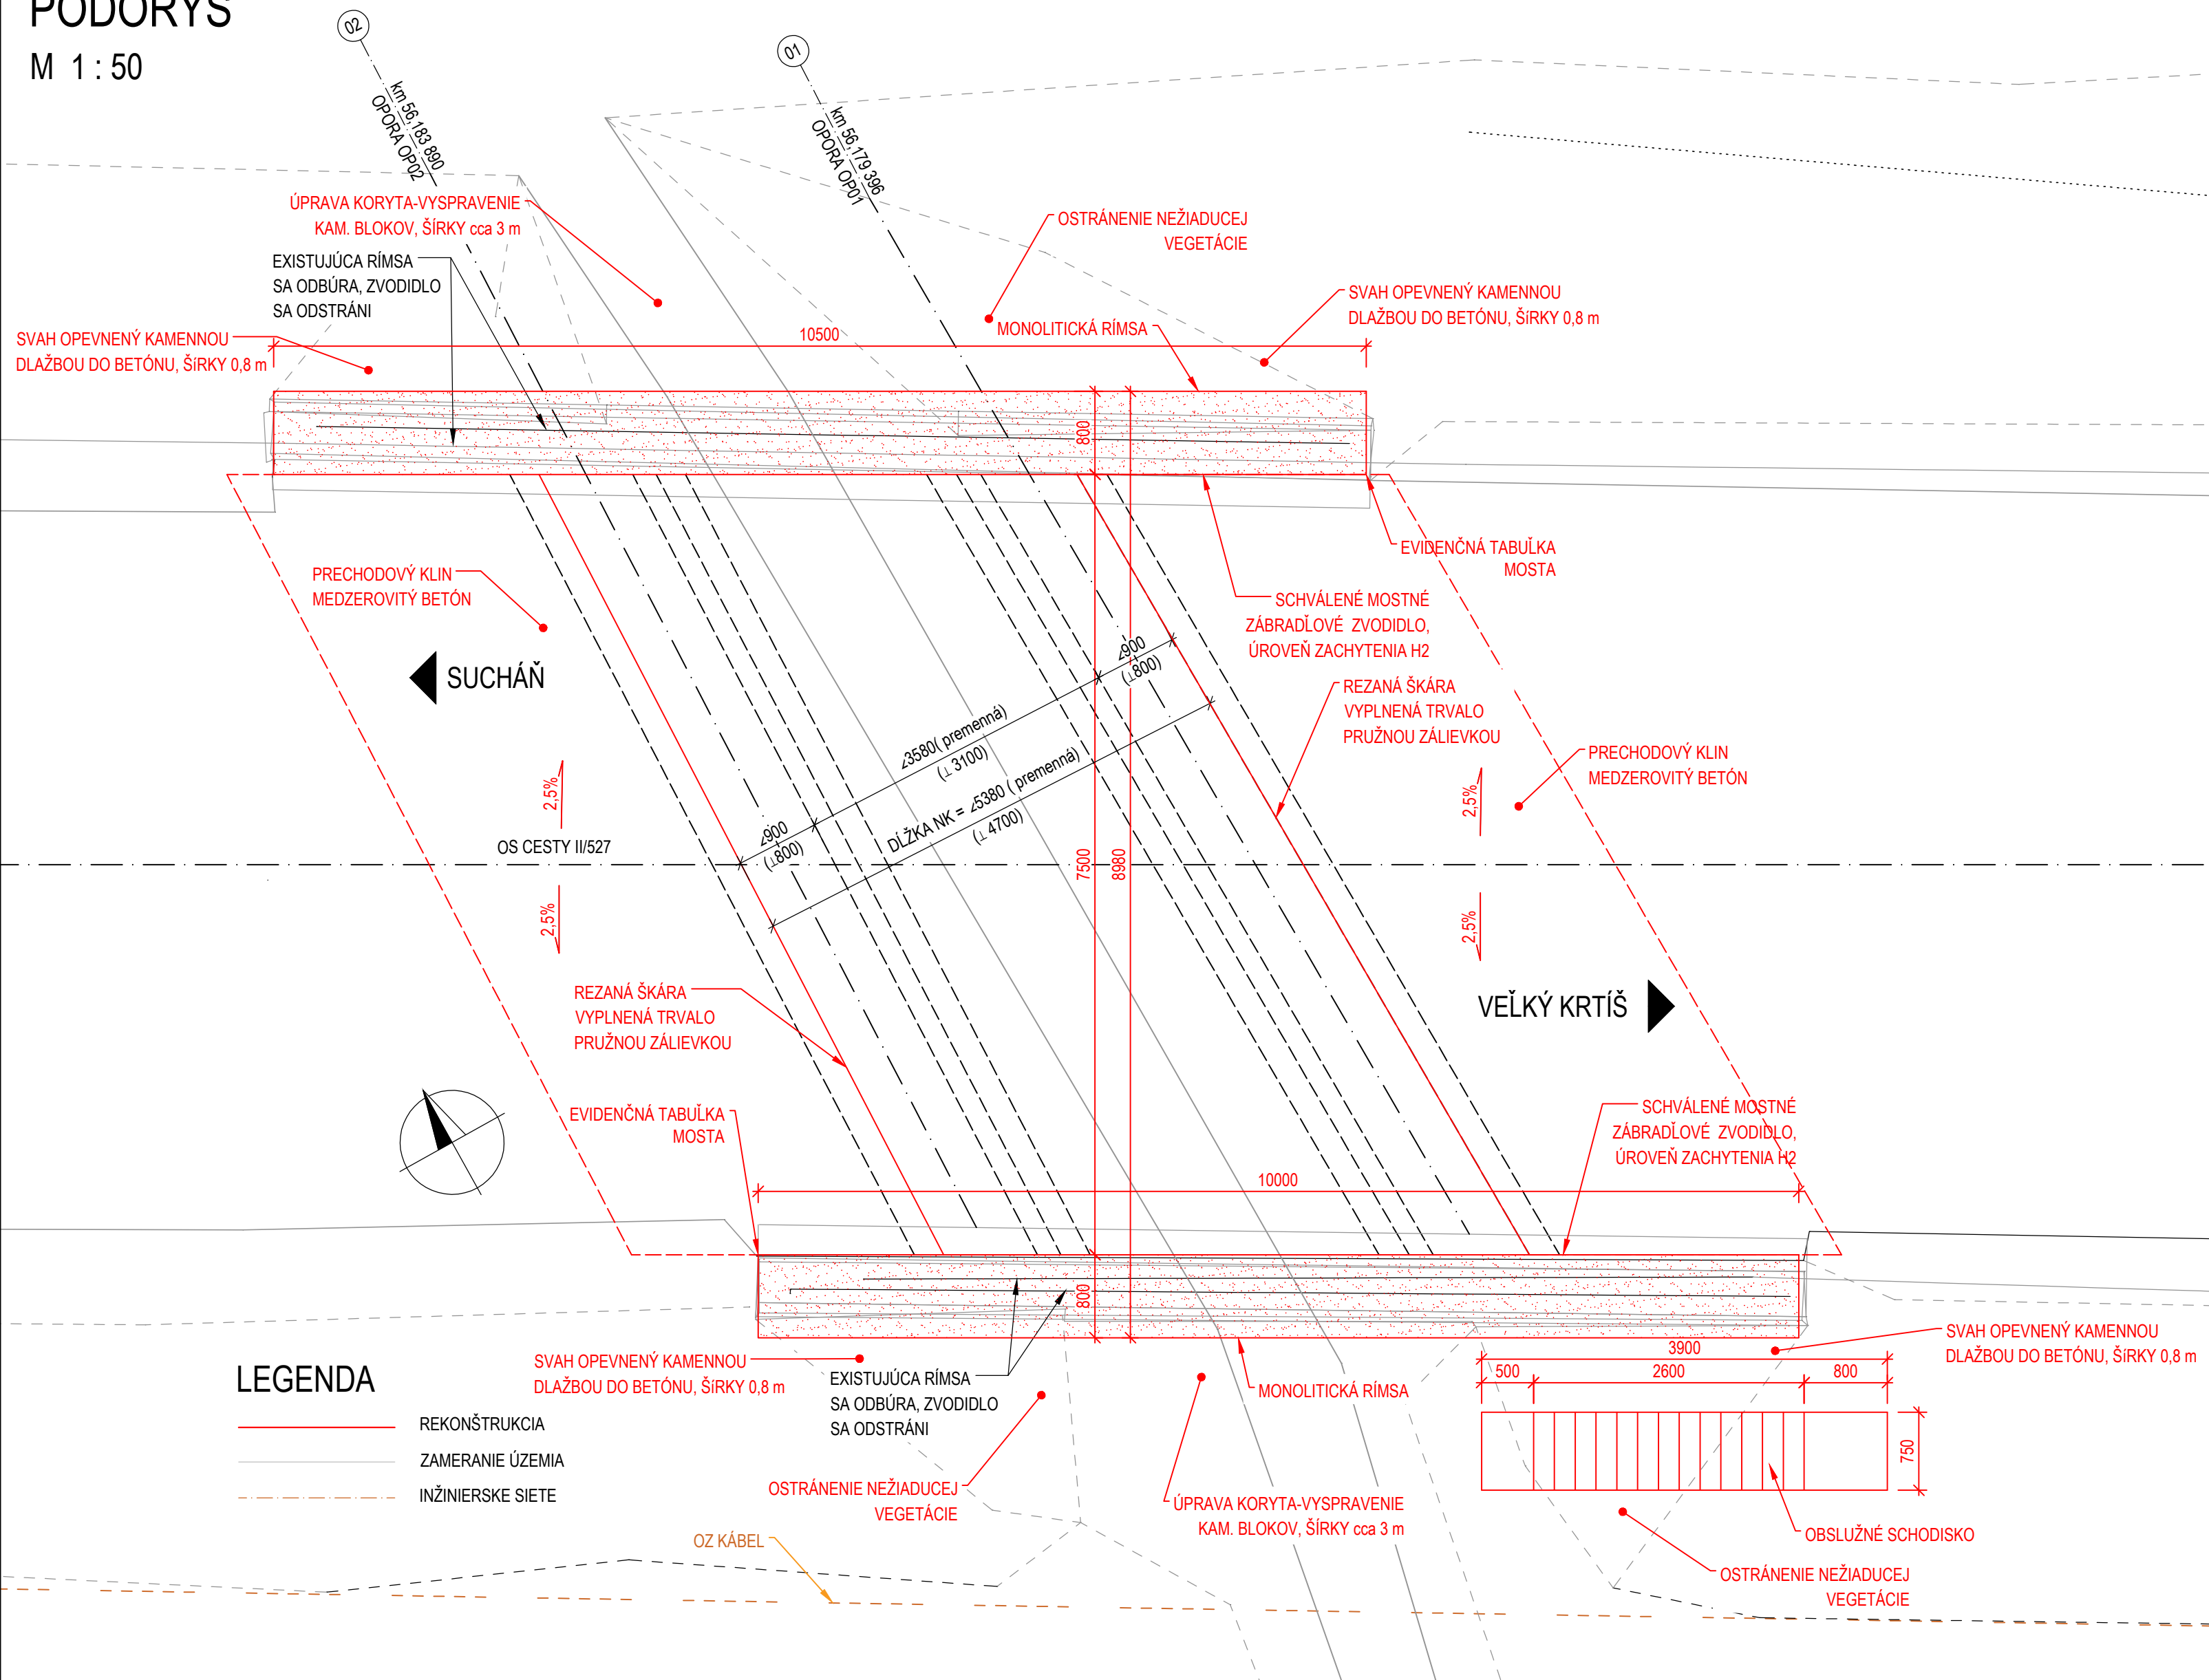 PÔDORYS
M 1 : 50
02
01
km 56,183 890
OPORA OP02
km 56,179 396
OPORA OP01
ÚPRAVA KORYTA-VYSPRAVENIE
KAM. BLOKOV, ŠÍRKY cca 3 m
OSTRÁNENIE NEŽIADUCEJ
VEGETÁCIE
EXISTUJÚCA RÍMSA
SA ODBÚRA, ZVODIDLO
SA ODSTRÁNI
SVAH OPEVNENÝ KAMENNOU
DLAŽBOU DO BETÓNU, ŠíRKY 0,8 m
SVAH OPEVNENÝ KAMENNOU
DLAŽBOU DO BETÓNU, ŠíRKY 0,8 m
10500
MONOLITICKÁ RÍMSA
800
EVIDENČNÁ TABUĽKA
MOSTA
PRECHODOVÝ KLIN
MEDZEROVITÝ BETÓN
SCHVÁLENÉ MOSTNÉ
ZÁBRADĽOVÉ ZVODIDLO,
ÚROVEŇ ZACHYTENIA H2
SUCHÁŇ
∠900
(⊥800)
REZANÁ ŠKÁRA
VYPLNENÁ TRVALO
PRUŽNOU ZÁLIEVKOU
∠3580( premenná)
(⊥ 3100)
PRECHODOVÝ KLIN
MEDZEROVITÝ BETÓN
2,5%
2,5%
DĹŽKA NK = ∠5380 ( premenná)
(⊥ 4700)
∠900
(⊥800)
OS CESTY II/527
7500
8980
2,5%
2,5%
REZANÁ ŠKÁRA
VYPLNENÁ TRVALO
PRUŽNOU ZÁLIEVKOU
VEĽKÝ KRTÍŠ
EVIDENČNÁ TABUĽKA
MOSTA
SCHVÁLENÉ MOSTNÉ
ZÁBRADĽOVÉ ZVODIDLO,
ÚROVEŇ ZACHYTENIA H2
10000
800
SVAH OPEVNENÝ KAMENNOU
DLAŽBOU DO BETÓNU, ŠíRKY 0,8 m
3900
500
2600
800
SVAH OPEVNENÝ KAMENNOU
DLAŽBOU DO BETÓNU, ŠíRKY 0,8 m
EXISTUJÚCA RÍMSA
SA ODBÚRA, ZVODIDLO
SA ODSTRÁNI
MONOLITICKÁ RÍMSA
LEGENDA
REKONŠTRUKCIA
ZAMERANIE ÚZEMIA
INŽINIERSKE SIETE
750
OSTRÁNENIE NEŽIADUCEJ
VEGETÁCIE
ÚPRAVA KORYTA-VYSPRAVENIE
KAM. BLOKOV, ŠÍRKY cca 3 m
OBSLUŽNÉ SCHODISKO
OZ KÁBEL
OSTRÁNENIE NEŽIADUCEJ
VEGETÁCIE